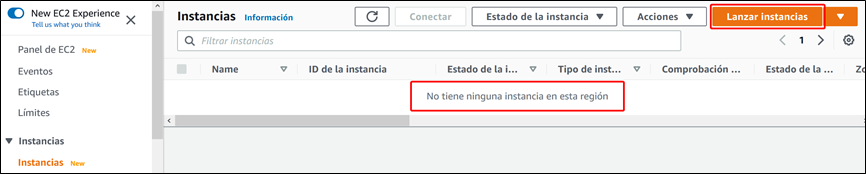 New EC2 Experience
Tell us what you think
Panel de EC2 New
Eventos
Etiquetas
Límites
Instancias
Instancias New
Instancias Información
Conectar
Estado de la instancia
Acciones
Lanzar instancias
Filtrar instancias
1
Name
ID de la instancia
Estado de la i...
Tipo de inst...
Comprobación ...
Estado de la ...
Zo
No tiene ninguna instancia en esta región